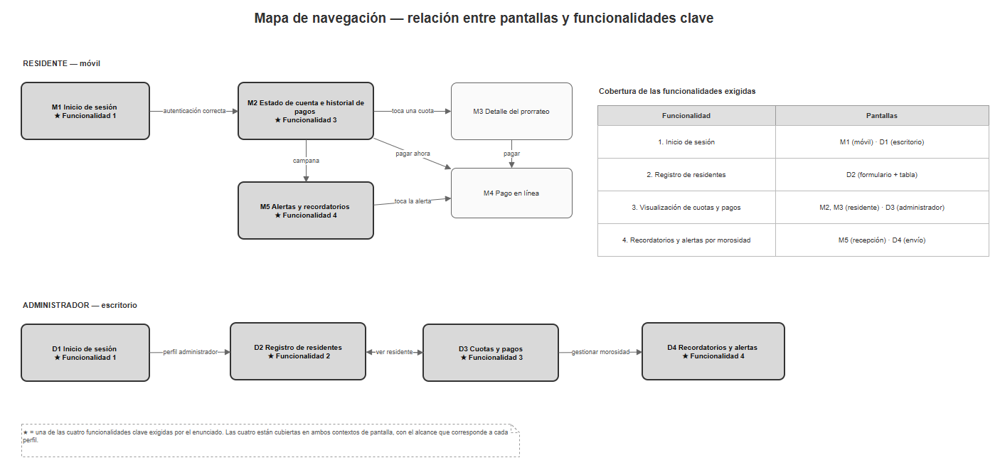 Mapa de navegación — relación entre pantallas y funcionalidades clave
RESIDENTE — móvil
M1 Inicio de sesión
★ Funcionalidad 1
autenticación correcta
M2 Estado de cuenta e historial de
pagos
★ Funcionalidad 3
toca una cuota
M3 Detalle del prorrateo
campana
pagar ahora
pagar
M5 Alertas y recordatorios
★ Funcionalidad 4
toca la alerta
M4 Pago en línea
Cobertura de las funcionalidades exigidas
Funcionalidad
Pantallas
1. Inicio de sesión
M1 (móvil) · D1 (escritorio)
2. Registro de residentes
D2 (formulario + tabla)
3. Visualización de cuotas y pagos
M2, M3 (residente) · D3 (administrador)
4. Recordatorios y alertas por morosidad
M5 (recepción) · D4 (envío)
ADMINISTRADOR — escritorio
D1 Inicio de sesión
★ Funcionalidad 1
perfil administrador
D2 Registro de residentes
★ Funcionalidad 2
ver residente
D3 Cuotas y pagos
★ Funcionalidad 3
gestionar morosidad
D4 Recordatorios y alertas
★ Funcionalidad 4
★ = una de las cuatro funcionalidades clave exigidas por el enunciado. Las cuatro están cubiertas en ambos contextos de pantalla, con el alcance que corresponde a cada
perfil.